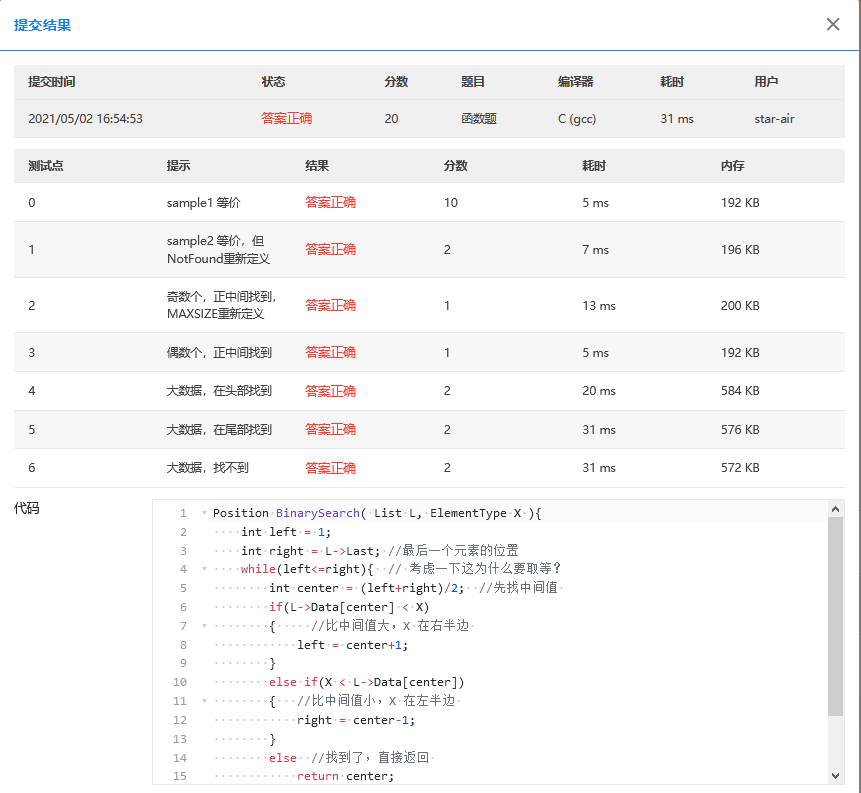 提交结果
提交时间 状态 分数 题目 编译器 耗时 用户
2021/05/02 16:54:53 答案正确 20 函数题 C (gcc) 31 ms star-air
测试点 提示 结果 分数 耗时 内存
0 sample1 等价 答案正确 10 5 ms 192 KB
1 sample2 等价，但NotFound重新定义 答案正确 2 7 ms 196 KB
2 奇数个，正中间找到，MAXSIZE重新定义 答案正确 1 13 ms 200 KB
3 偶数个，正中间找到 答案正确 1 5 ms 192 KB
4 大数据，在头部找到 答案正确 2 20 ms 584 KB
5 大数据，在尾部找到 答案正确 2 31 ms 576 KB
6 大数据，找不到 答案正确 2 31 ms 572 KB
代码
1 Position BinarySearch( List L, ElementType X ){
2 int left = 1;
3 int right = L->Last; //最后一个元素的位置
4 while(left<=right){ // 考虑一下这为什么要取等？
5 int center = (left+right)/2; //先找中间值
6 if(L->Data[center] < X)
7 { //比中间值大，X 在右半边
8 left = center+1;
9 }
10 else if(X < L->Data[center])
11 { //比中间值小，X 在左半边
12 right = center-1;
13 }
14 else //找到了，直接返回
15 return center;